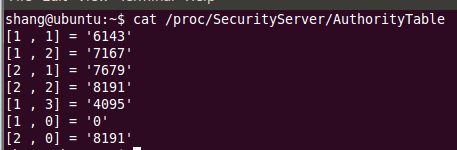 shang@ubuntu:~$ cat /proc/SecurityServer/AuthorityTable
[1 , 1] = '6143'
[1 , 2] = '7167'
[2 , 1] = '7679'
[2 , 2] = '8191'
[1 , 3] = '4095'
[1 , 0] = '0'
[2 , 0] = '8191'